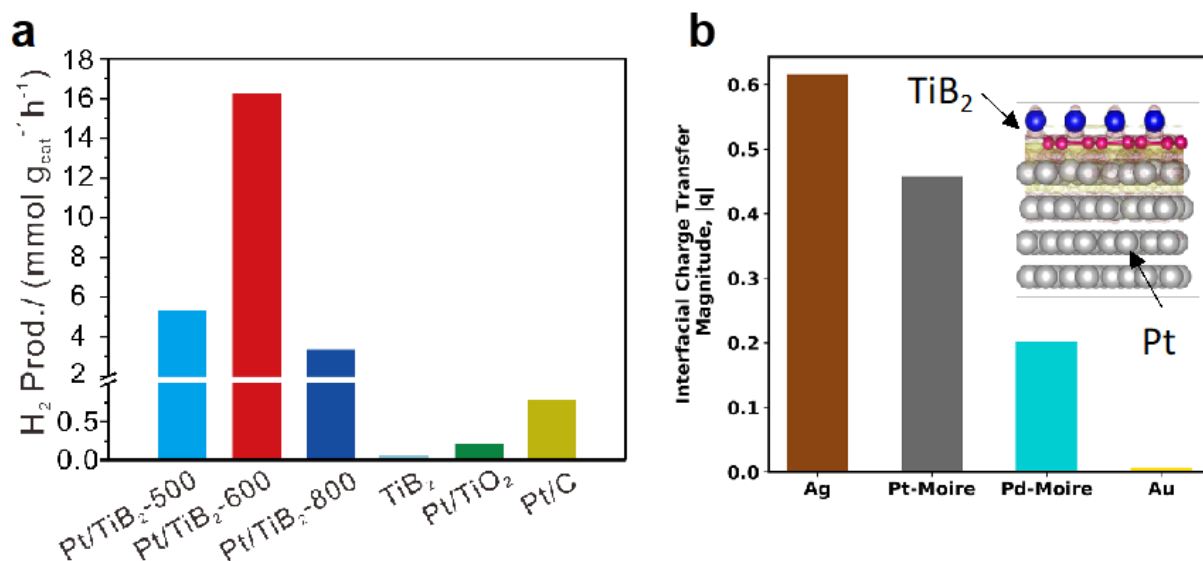 a
H₂ Prod./ (mmol g_cat⁻¹ h⁻¹)
18
16
14
12
10
8
6
4
2
0.5
0.0
Pt/TiB₂-500
Pt/TiB₂-600
Pt/TiB₂-800
TiB₂
Pt/TiO₂
Pt/C
b
Interfacial Charge Transfer
Magnitude, |q|
0.6
0.5
0.4
0.3
0.2
0.1
0.0
Ag
Pt-Moire
Pd-Moire
Au
TiB₂
Pt